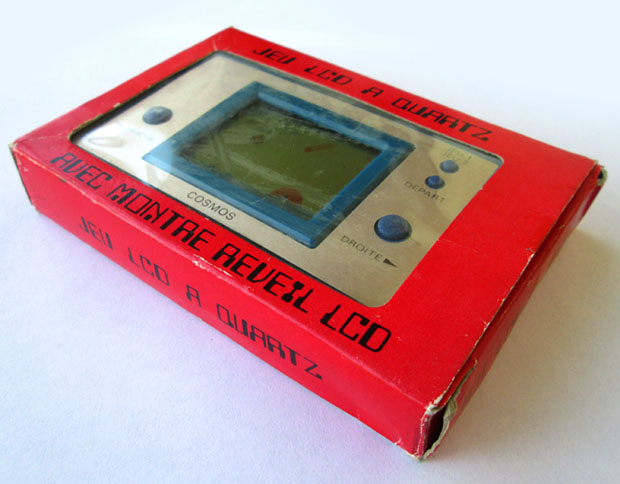 JEU LCD A QUARTZ
DEPART
COSMOS
DROITE
AVEC MONTRE REVEIL LCD
JEU LCD A QUARTZ